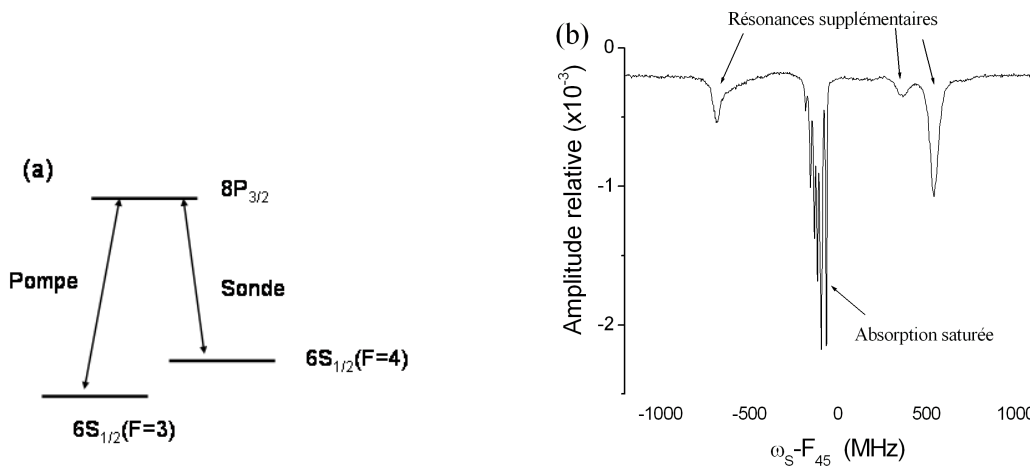 (a)
8P3/2
Pompe
Sonde
6S1/2(F=4)
6S1/2(F=3)
(b)
Résonances supplémentaires
0
-1
-2
Amplitude relative (x10-3)
Absorption saturée
-1000 -500 0 500 1000
ωS-F45 (MHz)